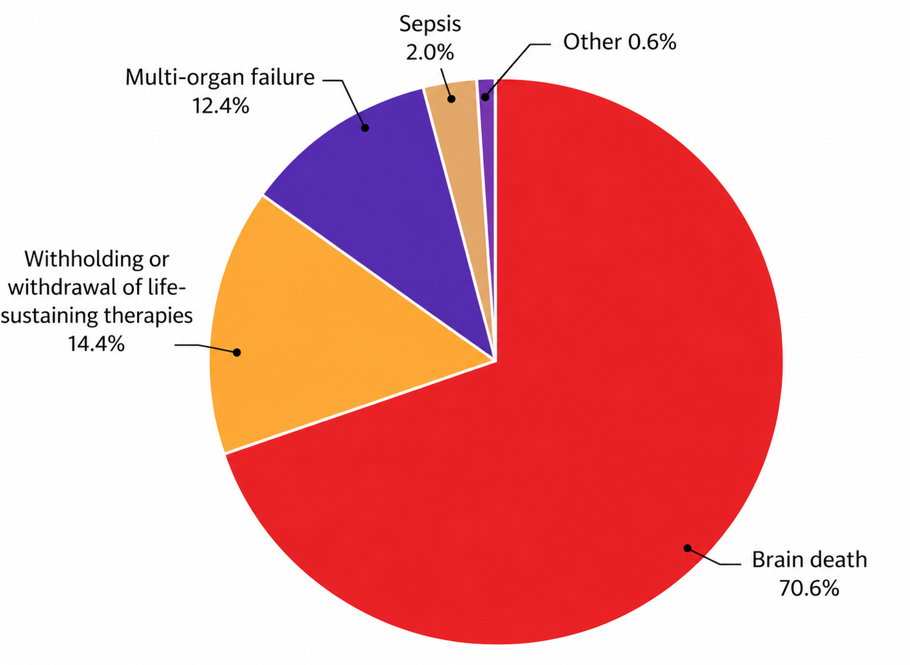 Sepsis
2.0%
Other 0.6%
Multi-organ failure
12.4%
Withholding or
withdrawal of life-
sustaining therapies
14.4%
Brain death
70.6%